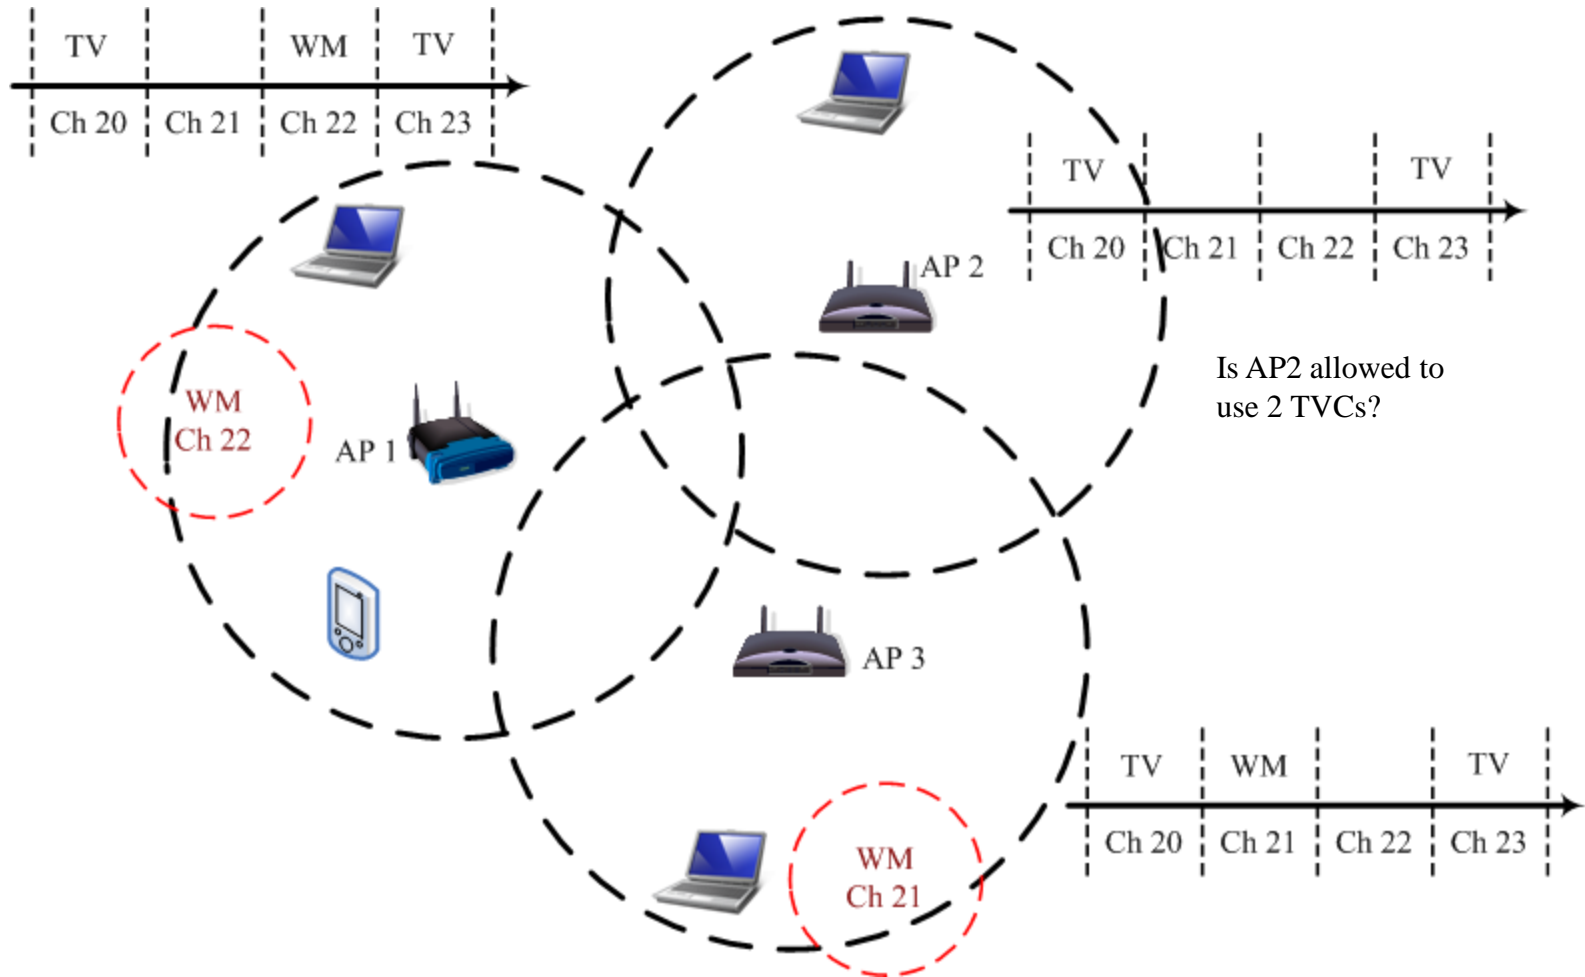 TV WM TV
Ch 20 Ch 21 Ch 22 Ch 23
TV TV
Ch 20 Ch 21 Ch 22 Ch 23
AP 2
Is AP2 allowed to
use 2 TVCs?
WM
Ch 22
AP 1
AP 3
TV WM TV
Ch 20 Ch 21 Ch 22 Ch 23
WM
Ch 21